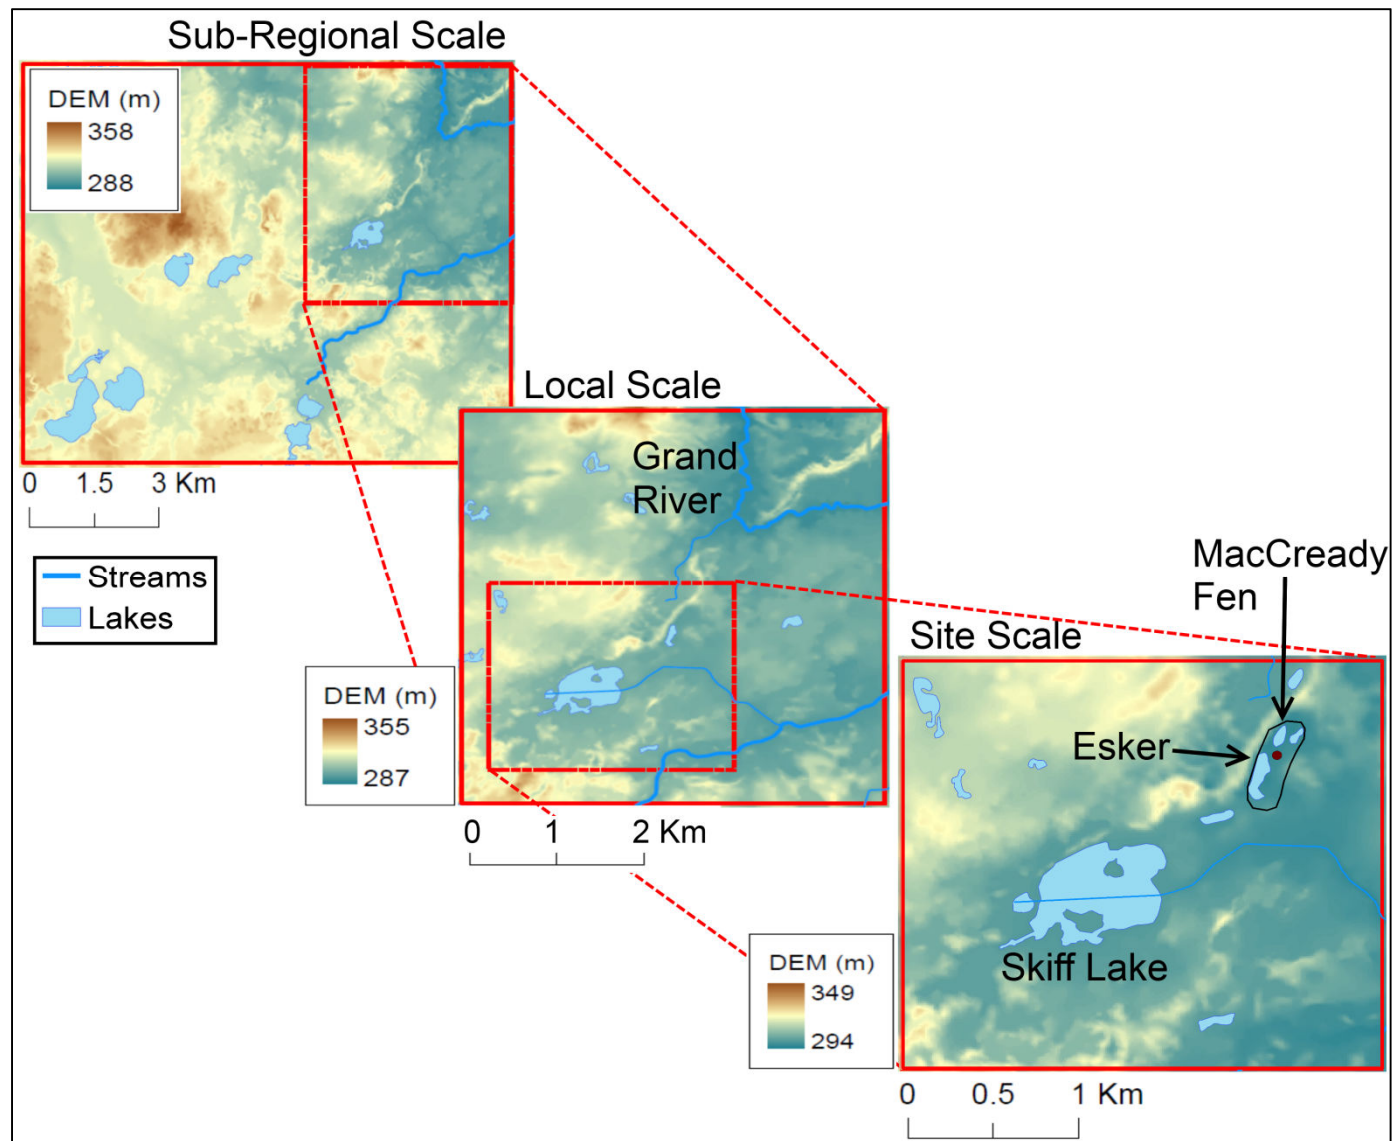 Sub-Regional Scale
DEM (m)
358
288
0 1.5 3 Km
Streams
Lakes
Local Scale
Grand
River
DEM (m)
355
287
0 1 2 Km
MacCready
Fen
Site Scale
Esker
Skiff Lake
DEM (m)
349
294
0 0.5 1 Km